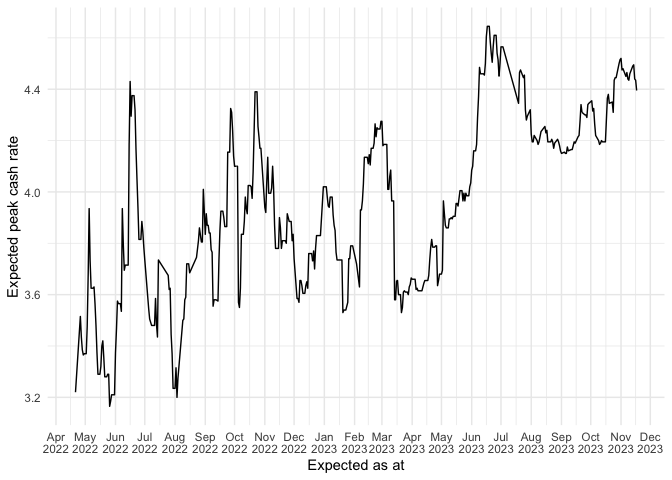 Expected peak cash rate
4.4
4.0
3.6
3.2
Apr May Jun Jul Aug Sep Oct Nov Dec Jan Feb Mar Apr May Jun Jul Aug Sep Oct Nov Dec
2022 2022 2022 2022 2022 2022 2022 2022 2022 2023 2023 2023 2023 2023 2023 2023 2023 2023 2023 2023 2023
Expected as at